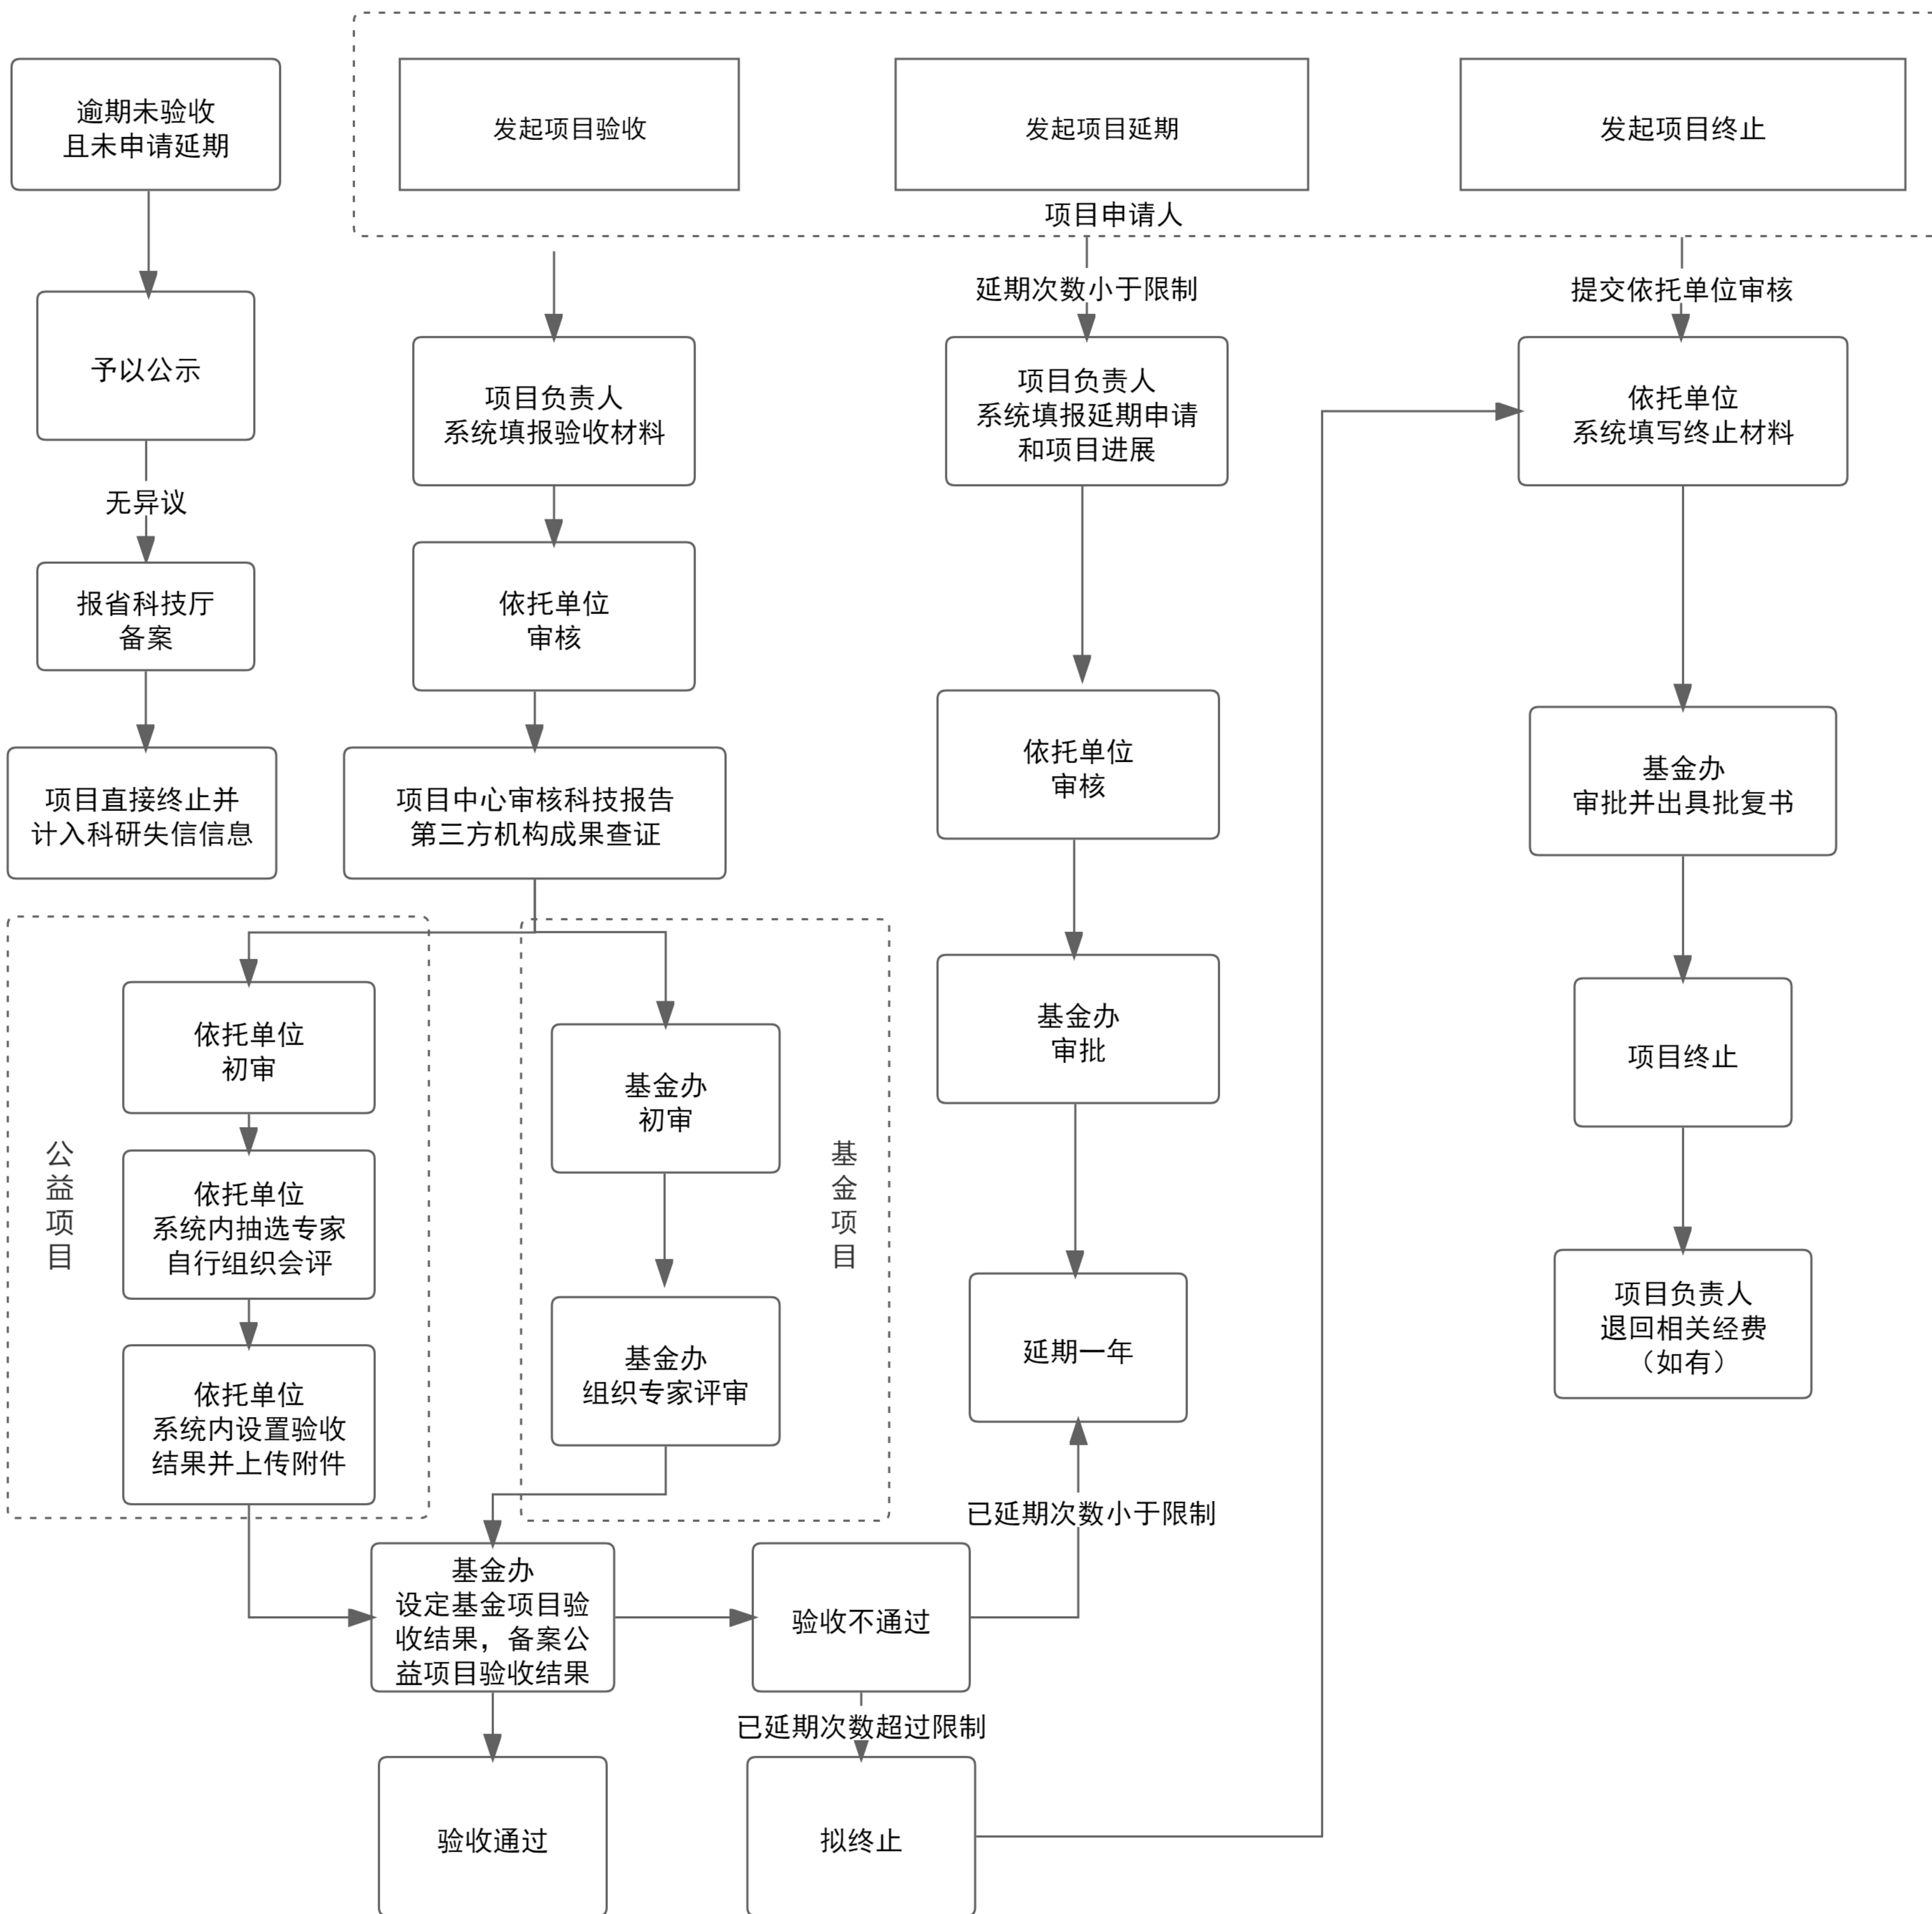 逾期未验收
且未申请延期
发起项目验收
发起项目延期
发起项目终止
项目申请人
延期次数小于限制
提交依托单位审核
予以公示
项目负责人
系统填报验收材料
项目负责人
系统填报延期申请
和项目进展
依托单位
系统填写终止材料
无异议
报省科技厅
备案
依托单位
审核
项目直接终止并
计入科研失信信息
项目中心审核科技报告
第三方机构成果查证
依托单位
审核
基金办
审批并出具批复书
公益项目
依托单位
初审
依托单位
系统内抽选专家
自行组织会评
依托单位
系统内设置验收
结果并上传附件
基金办
初审
基金办
组织专家评审
基金项目
基金办
审批
延期一年
项目终止
项目负责人
退回相关经费
（如有）
已延期次数小于限制
基金办
设定基金项目验
收结果，备案公
益项目验收结果
验收不通过
已延期次数超过限制
验收通过
拟终止